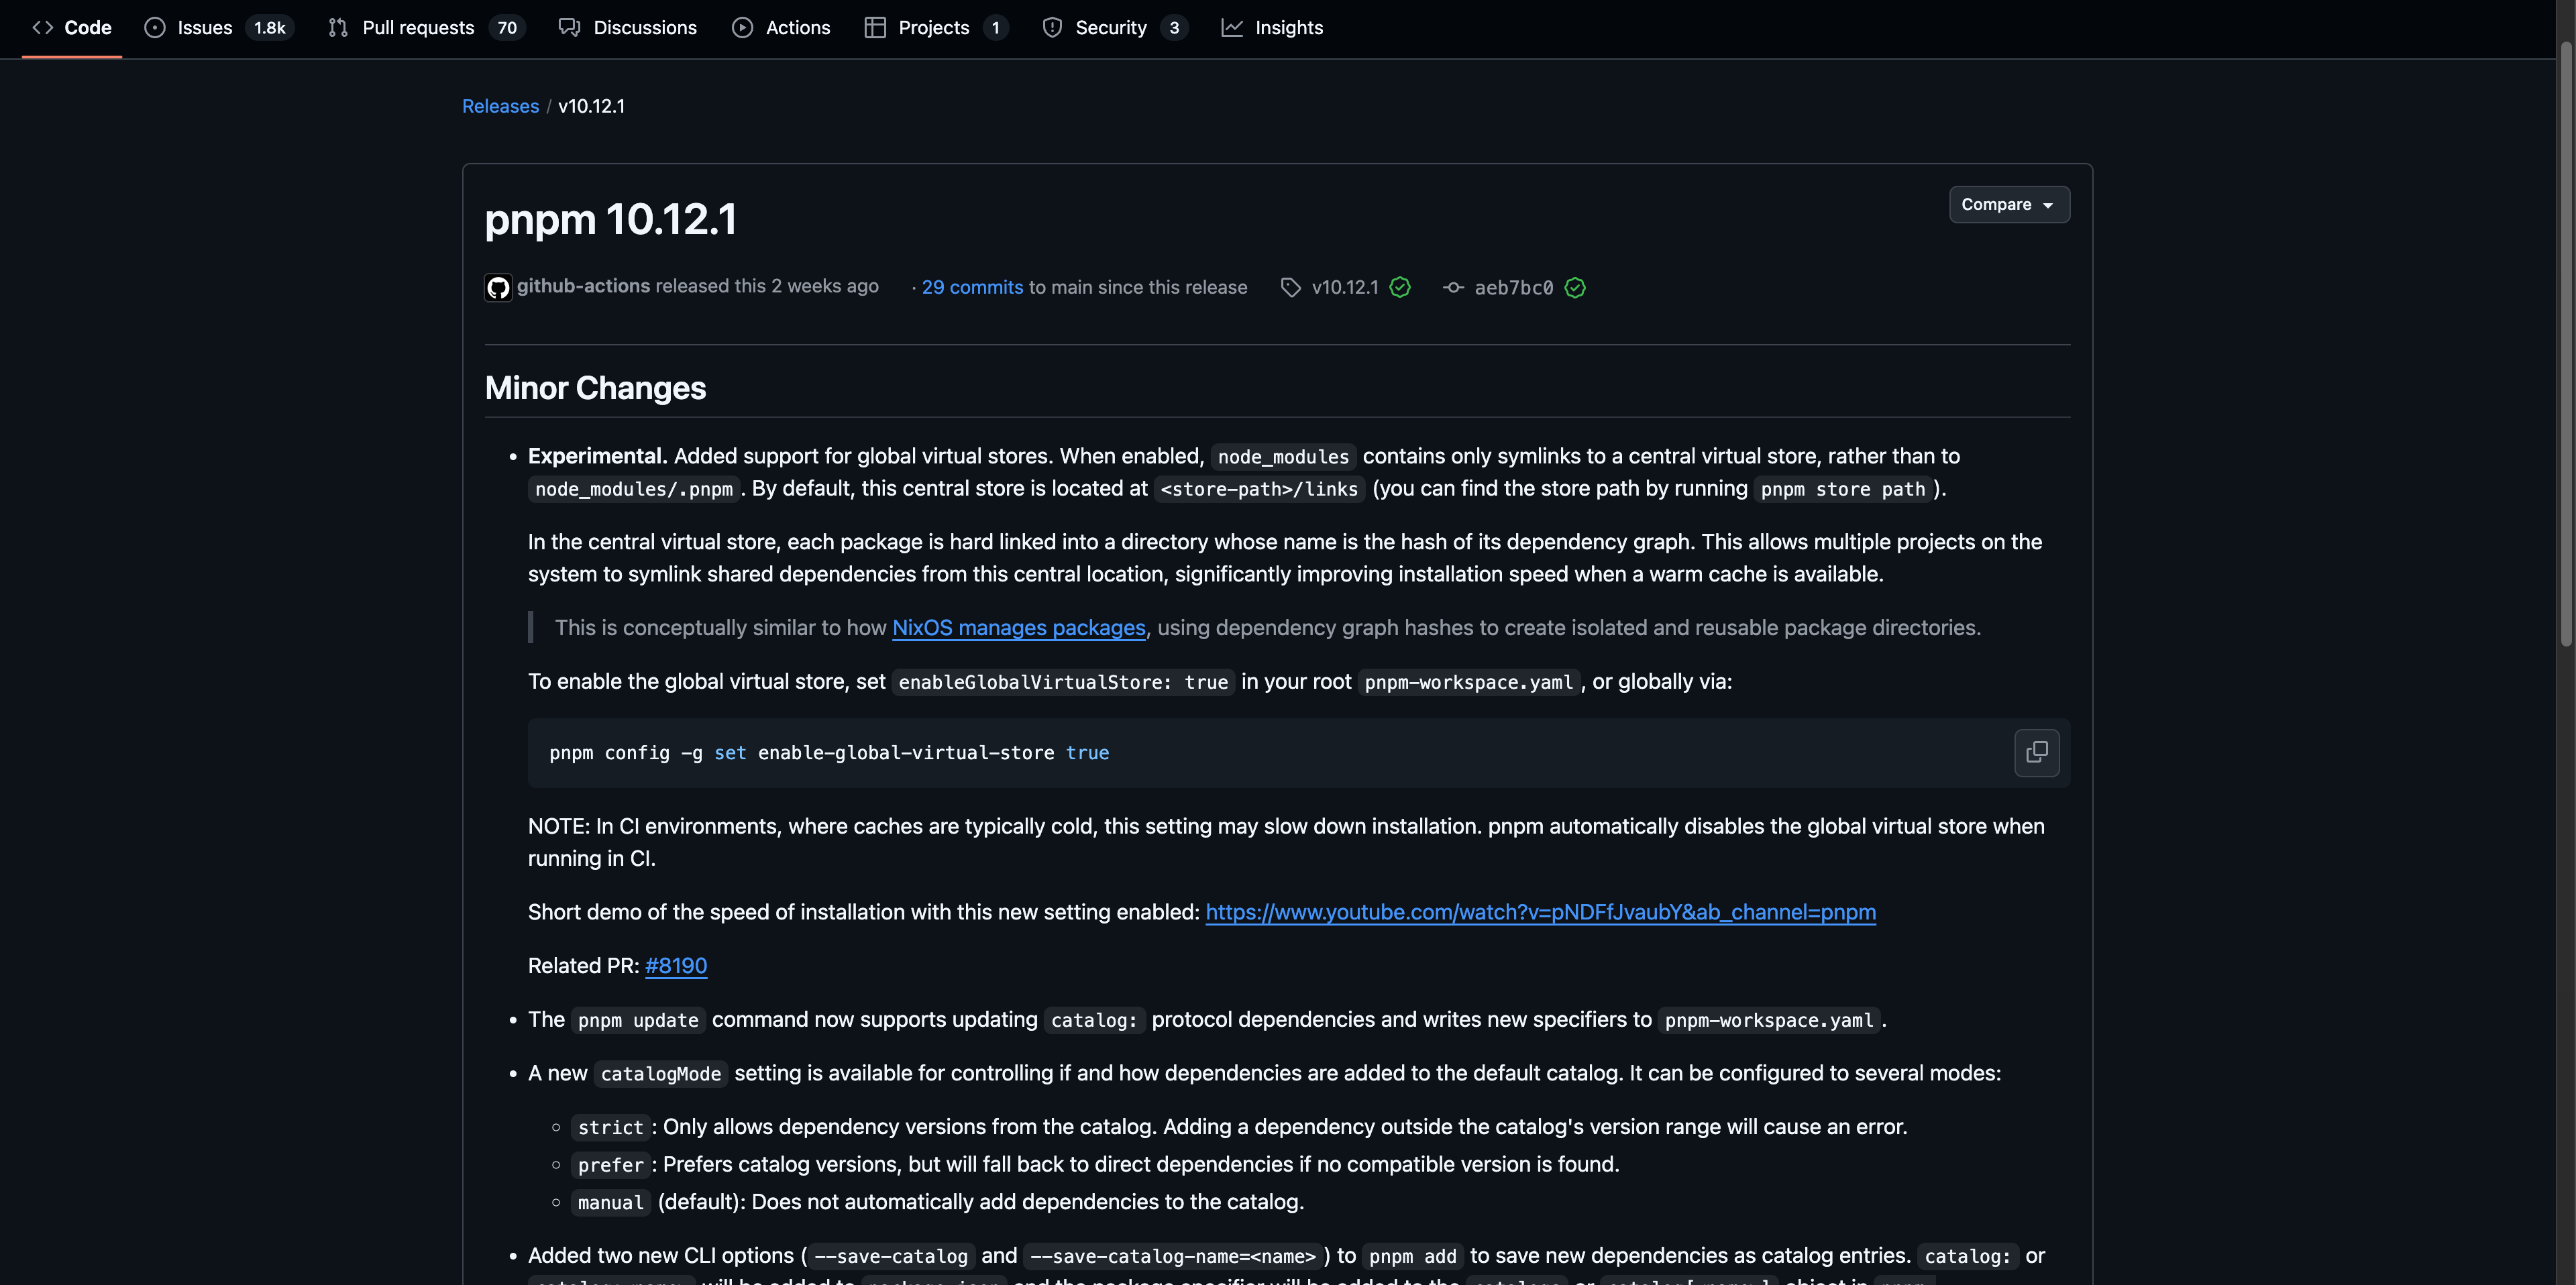 Code Issues 1.8k Pull requests 70 Discussions Actions Projects 1 Security 3 Insights
Releases / v10.12.1
pnpm 10.12.1
Compare
github-actions released this 2 weeks ago · 29 commits to main since this release v10.12.1 aeb7bc0
Minor Changes
• Experimental. Added support for global virtual stores. When enabled, node_modules contains only symlinks to a central virtual store, rather than to
node_modules/.pnpm. By default, this central store is located at <store-path>/links (you can find the store path by running pnpm store path).
In the central virtual store, each package is hard linked into a directory whose name is the hash of its dependency graph. This allows multiple projects on the
system to symlink shared dependencies from this central location, significantly improving installation speed when a warm cache is available.
This is conceptually similar to how NixOS manages packages, using dependency graph hashes to create isolated and reusable package directories.
To enable the global virtual store, set enableGlobalVirtualStore: true in your root pnpm-workspace.yaml, or globally via:
pnpm config -g set enable-global-virtual-store true
NOTE: In CI environments, where caches are typically cold, this setting may slow down installation. pnpm automatically disables the global virtual store when
running in CI.
Short demo of the speed of installation with this new setting enabled: https://www.youtube.com/watch?v=pNDFfJvaubY&ab_channel=pnpm
Related PR: #8190
• The pnpm update command now supports updating catalog: protocol dependencies and writes new specifiers to pnpm-workspace.yaml.
• A new catalogMode setting is available for controlling if and how dependencies are added to the default catalog. It can be configured to several modes:
◦ strict: Only allows dependency versions from the catalog. Adding a dependency outside the catalog's version range will cause an error.
◦ prefer: Prefers catalog versions, but will fall back to direct dependencies if no compatible version is found.
◦ manual (default): Does not automatically add dependencies to the catalog.
• Added two new CLI options (--save-catalog and --save-catalog-name=<name>) to pnpm add to save new dependencies as catalog entries. catalog: or